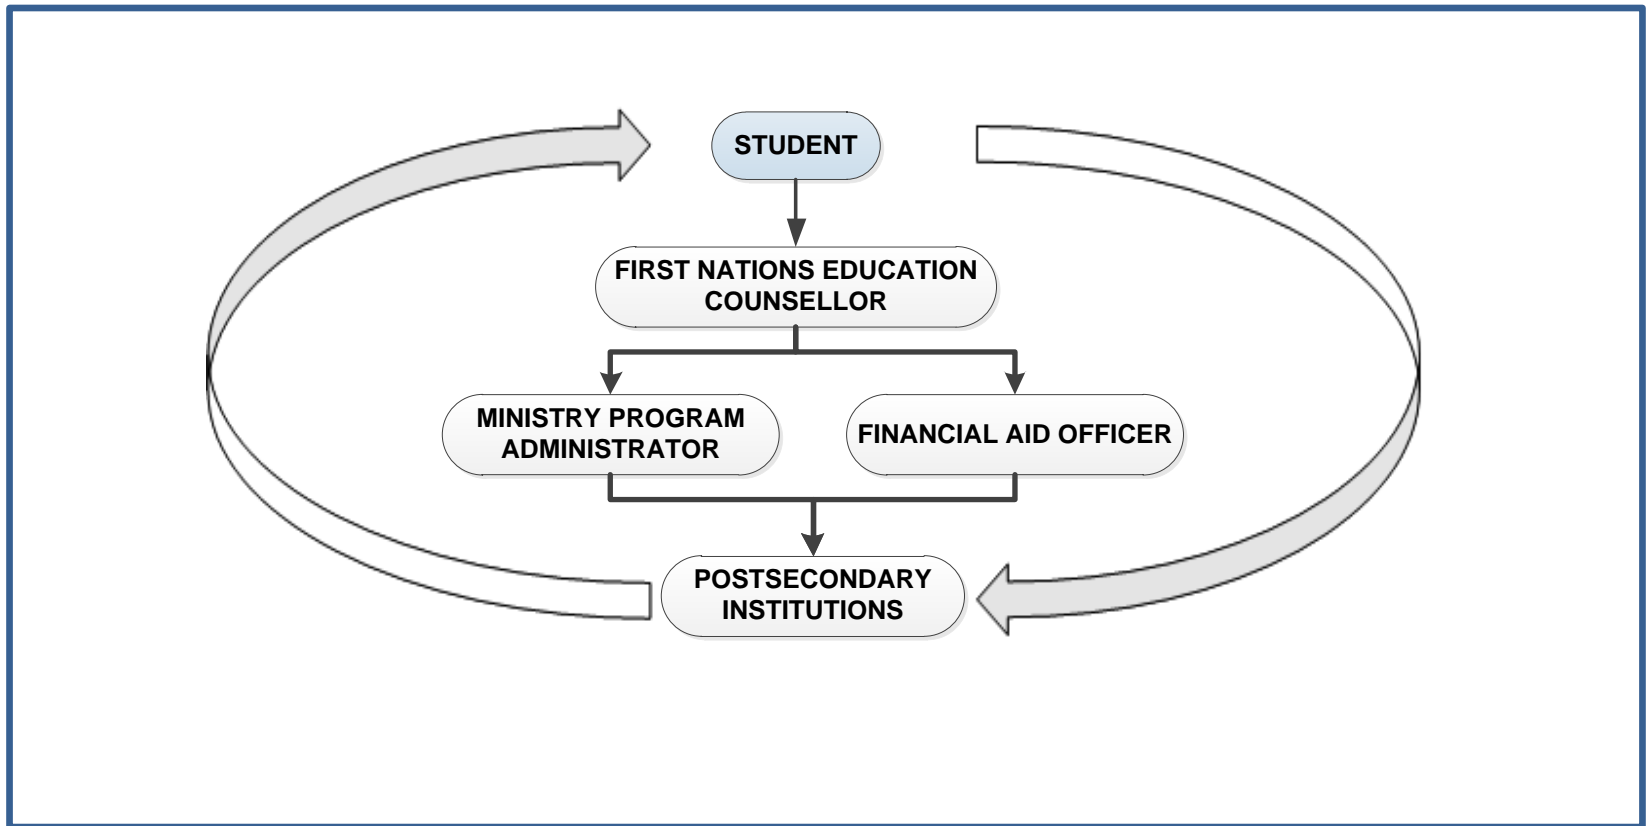 STUDENT
FIRST NATIONS EDUCATION
COUNSELLOR
MINISTRY PROGRAM
ADMINISTRATOR
FINANCIAL AID OFFICER
POSTSECONDARY
INSTITUTIONS